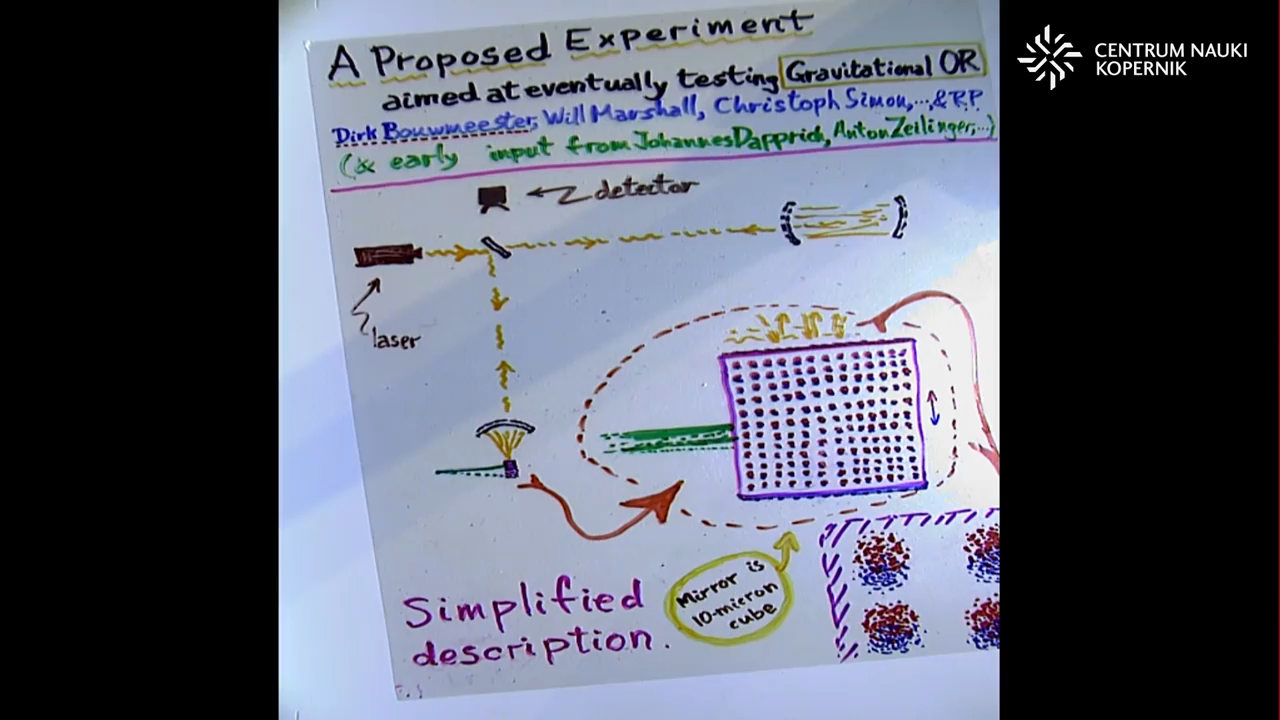 A Proposed Experiment
aimed at eventually testing Gravitational OR
Dirk Bouwmeester, Will Marshall, Christoph Simon,...,& R.P.
(& early input from Johannes Dapprich, Anton Zeilinger,...)
detector
laser
Mirror is
10-micron
cube
Simplified
description.
CENTRUM NAUKI
KOPERNIK